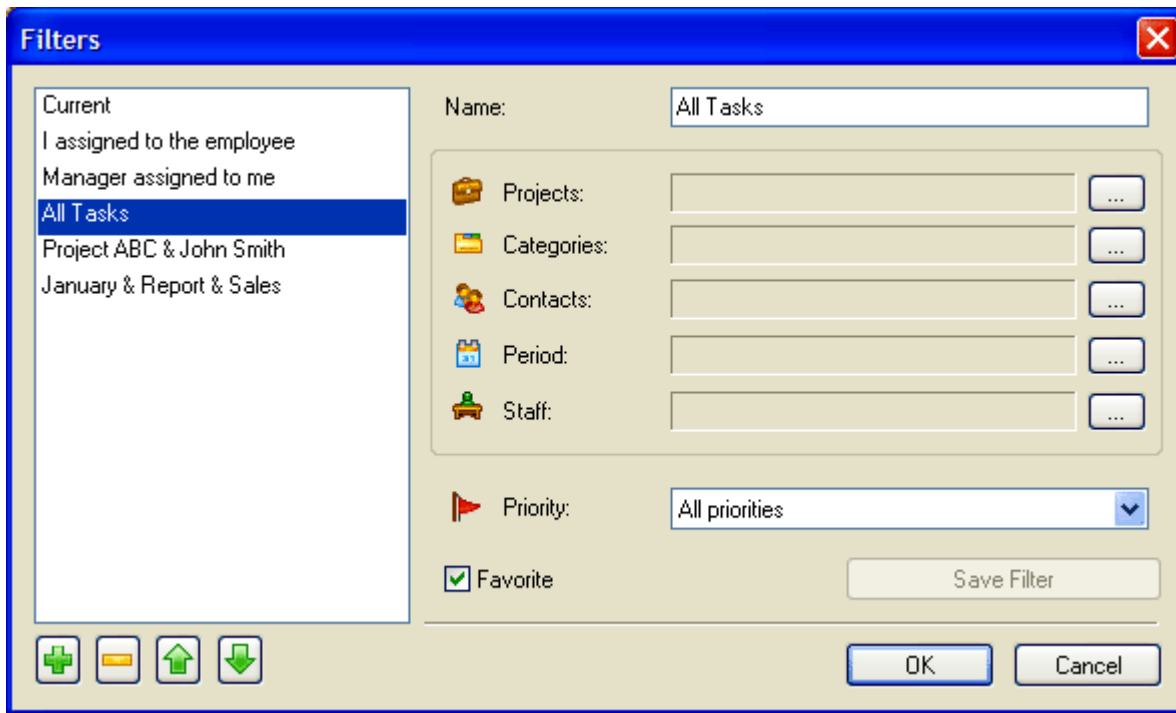 Filters
Current
I assigned to the employee
Manager assigned to me
All Tasks
Project ABC & John Smith
January & Report & Sales
Name:
All Tasks
Projects:
...
Categories:
...
Contacts:
...
Period:
...
Staff:
...
Priority:
All priorities
Favorite
Save Filter
OK
Cancel